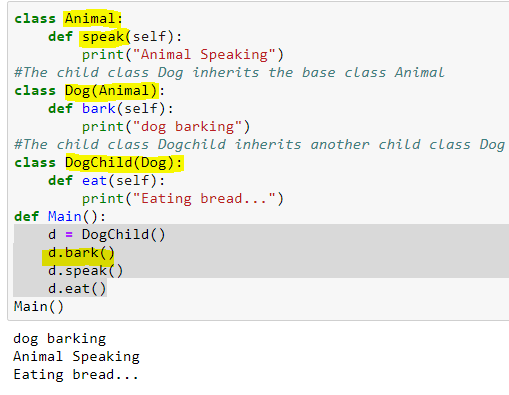 class Animal:
    def speak(self):
        print("Animal Speaking")
#The child class Dog inherits the base class Animal
class Dog(Animal):
    def bark(self):
        print("dog barking")
#The child class Dogchild inherits another child class Dog
class DogChild(Dog):
    def eat(self):
        print("Eating bread...")
def Main():
    d = DogChild()
    d.bark()
    d.speak()
    d.eat()
Main()
dog barking
Animal Speaking
Eating bread...